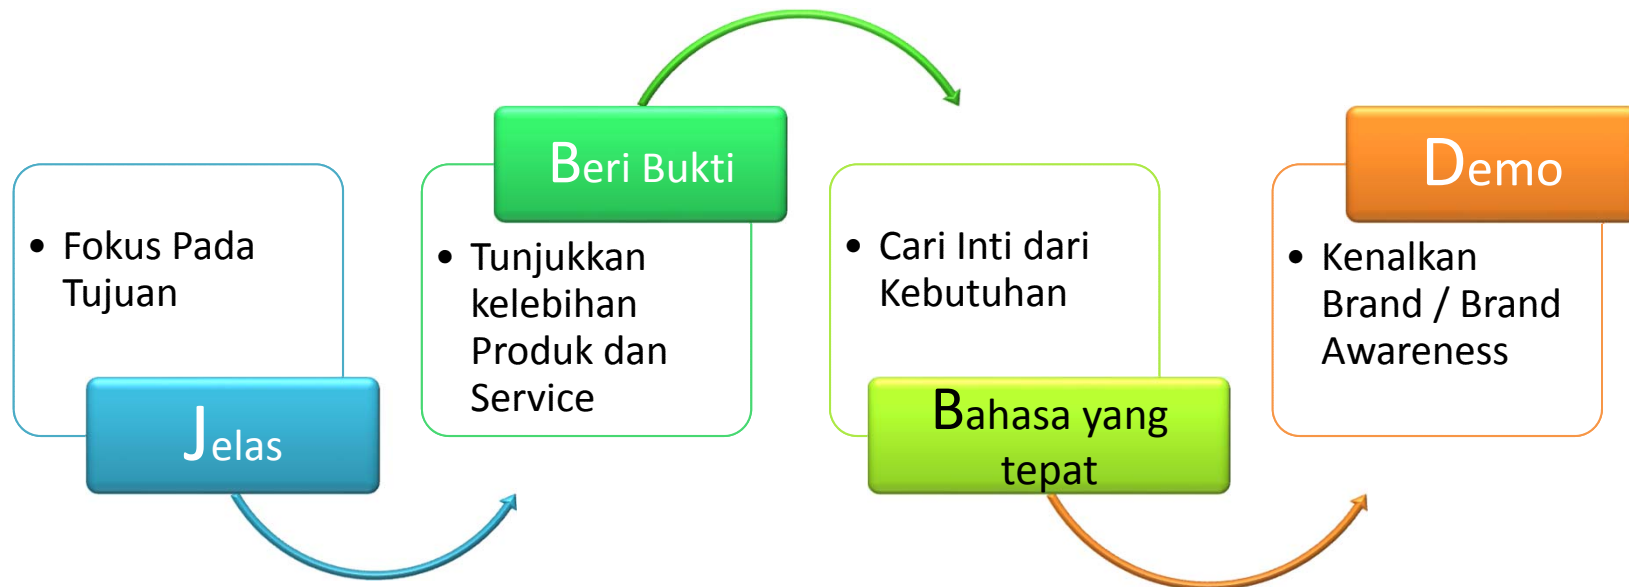 • Fokus Pada
Tujuan
Jelas
Beri Bukti
• Tunjukkan
kelebihan
Produk dan
Service
• Cari Inti dari
Kebutuhan
Bahasa yang
tepat
Demo
• Kenalkan
Brand / Brand
Awareness